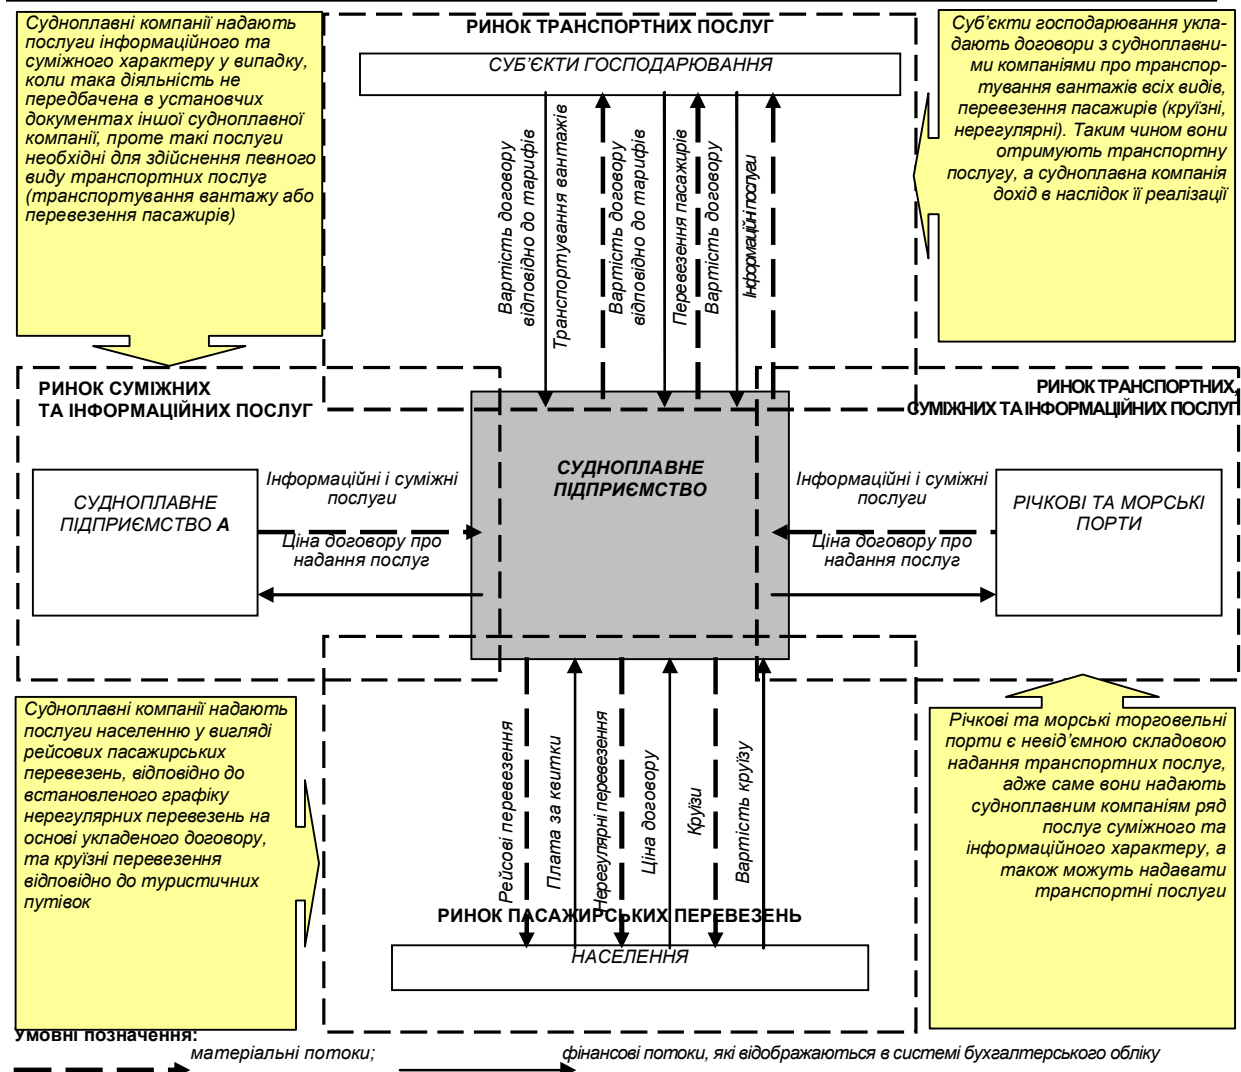 РИНОК ТРАНСПОРТНИХ ПОСЛУГ
СУБ’ЄКТИ ГОСПОДАРЮВАННЯ
Судноплавні компанії надають
послуги інформаційного та
суміжного характеру у випадку,
коли така діяльність не
передбачена в установчих
документах іншої судноплавної
компанії, проте такі послуги
необхідні для здійснення певного
виду транспортних послуг
(транспортування вантажу або
перевезення пасажирів)
Суб’єкти господарювання укла-
дають договори з судноплавни-
ми компаніями про транспор-
тування вантажів всіх видів,
перевезення пасажирів (круїзні,
нерегулярні). Таким чином вони
отримують транспортну
послугу, а судноплавна компанія
дохід в наслідок її реалізації
Вартість договору
відповідно до тарифів
Транспортування вантажів
Вартість договору
відповідно до тарифів
Перевезення пасажирів
Вартість договору
Інформаційні послуги
РИНОК СУМІЖНИХ
ТА ІНФОРМАЦІЙНИХ ПОСЛУГ
РИНОК ТРАНСПОРТНИХ,
СУМІЖНИХ ТА ІНФОРМАЦІЙНИХ ПОСЛУГ
СУДНОПЛАВНЕ
ПІДПРИЄМСТВО А
Інформаційні і суміжні
послуги
Ціна договору про
надання послуг
СУДНОПЛАВНЕ
ПІДПРИЄМСТВО
Інформаційні і суміжні
послуги
Ціна договору про
надання послуг
РІЧКОВІ ТА МОРСЬКІ
ПОРТИ
Судноплавні компанії надають
послуги населенню у вигляді
рейсових пасажирських
перевезень, відповідно до
встановленого графіку
нерегулярних перевезень на
основі укладеного договору,
та круїзні перевезення
відповідно до туристичних
путівок
Рейсові перевезення
Плата за квитки
Нерегулярні перевезення
Ціна договору
Круїзи
Вартість круїзу
Річкові та морські торговельні
порти є невід’ємною складовою
надання транспортних послуг,
адже саме вони надають
судноплавним компаніям ряд
послуг суміжного та
інформаційного характеру, а
також можуть надавати
транспортні послуги
РИНОК ПАСАЖИРСЬКИХ ПЕРЕВЕЗЕНЬ
НАСЕЛЕННЯ
Умовні позначення:
матеріальні потоки;
фінансові потоки, які відображаються в системі бухгалтерського обліку